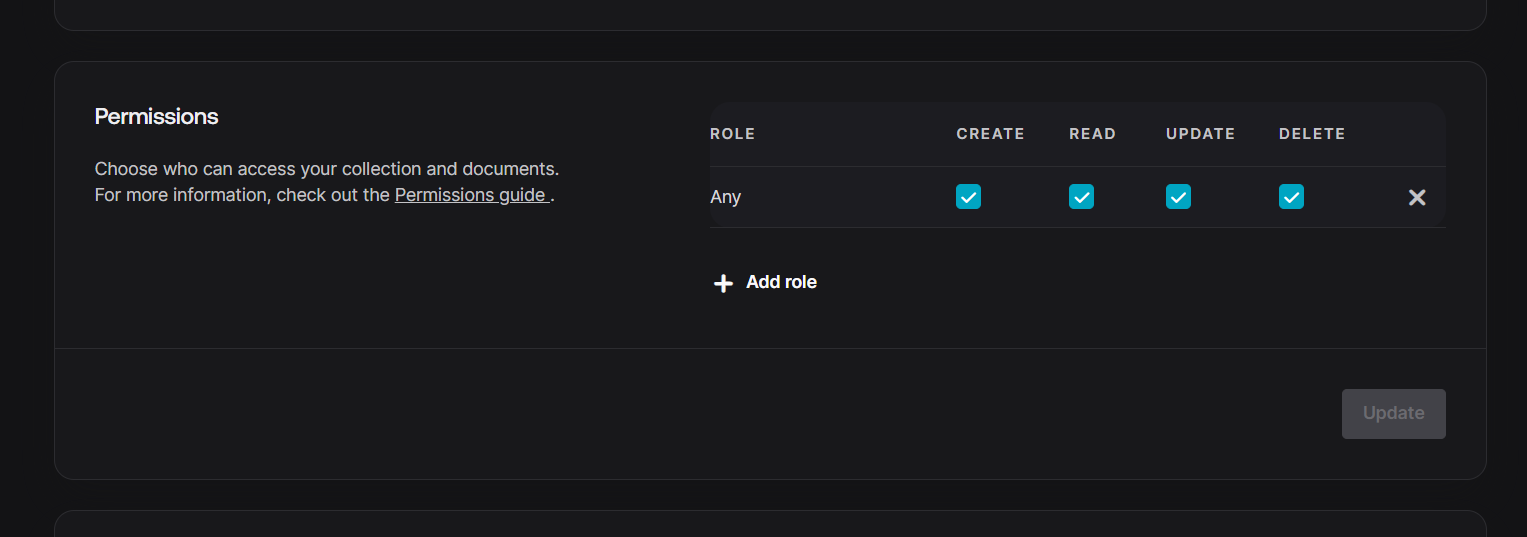 Permissions
Choose who can access your collection and documents.
For more information, check out the Permissions guide .
ROLE CREATE READ UPDATE DELETE
Any
Add role
Update